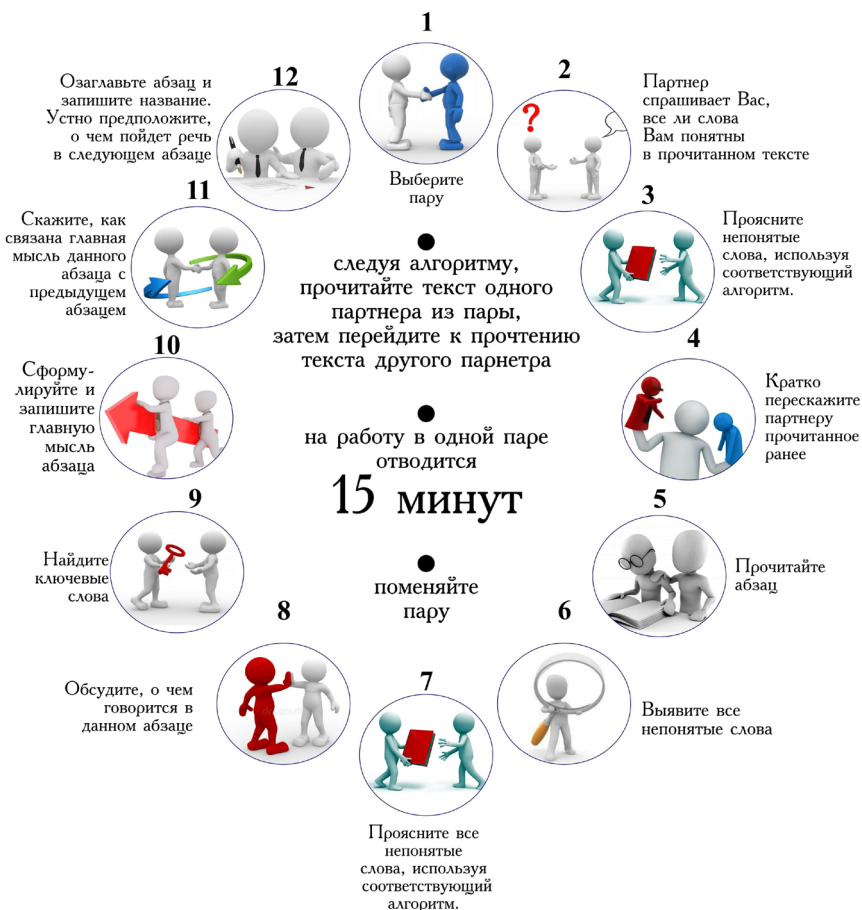 1
Выберите
пару
2
Партнер
спрашивает Вас,
все ли слова
Вам понятны
в прочитанном тексте
3
Проясните
непонятые
слова, используя
соответствующий
алгоритм.
4
Кратко
перескажите
партнеру
прочитанное
ранее
5
Прочитайте
абзац
6
Выявите все
непонятые слова
7
Проясните все
непонятые
слова, используя
соответствующий
алгоритм.
8
Обсудите, о чем
говорится в
данном абзаце
9
Найдите
ключевые
слова
10
Сформу-
лируйте и
запишите
главную
мысль
абзаца
11
Скажите, как
связана главная
мысль данного
абзаца с
предыдущем
абзацем
12
Озаглавьте абзац и
запишите название.
Устно предположите,
о чем пойдет речь
в следующем абзаце
следуя алгоритму,
прочитайте текст одного
партнера из пары,
затем перейдите к прочтению
текста другого парнетра
на работу в одной паре
отводится
15 минут
поменяйте
пару